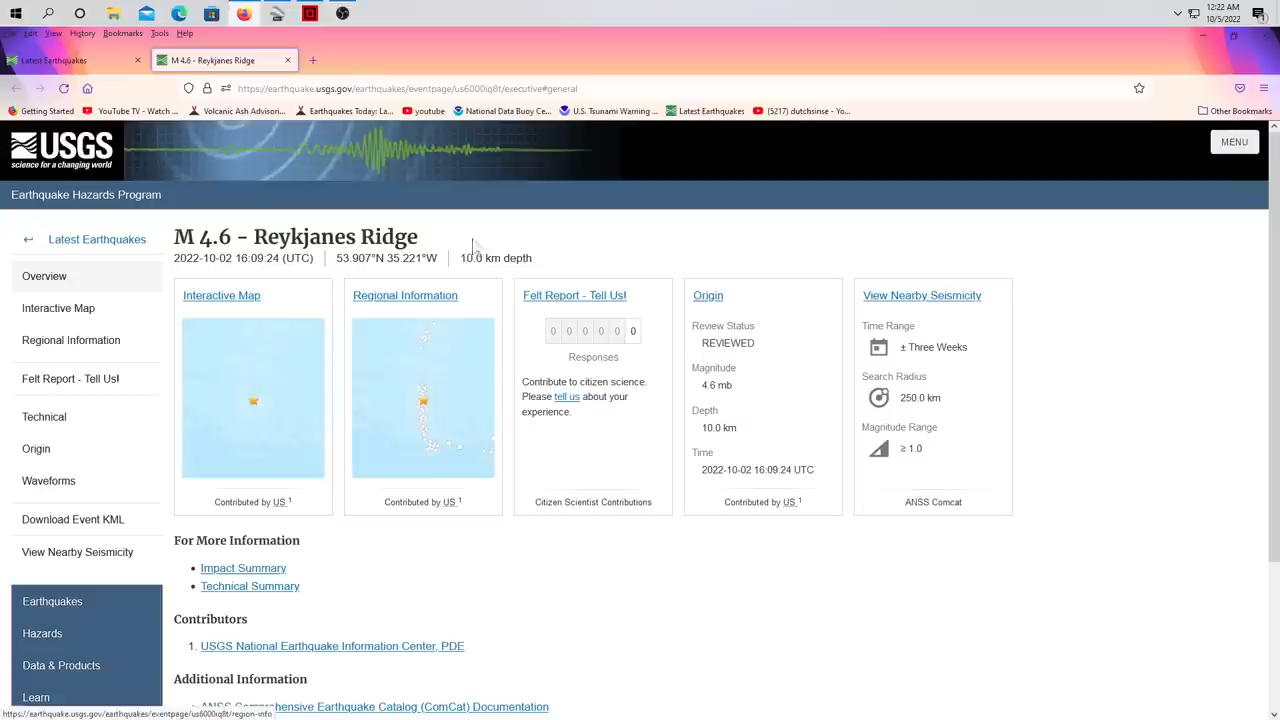 12:22 AM
10/5/2022
File Edit View History Bookmarks Tools Help
Latest Earthquakes
M 4.6 - Reykjanes Ridge
https://earthquake.usgs.gov/earthquakes/eventpage/us6000iq8t/executive#general
Getting Started YouTube TV - Watch ... Volcanic Ash Advisori... Earthquakes Today: La... youtube National Data Buoy Ce... U.S. Tsunami Warning ... Latest Earthquakes (5217) dutchsinse - Yo... Other Bookmarks
USGS
science for a changing world
MENU
Earthquake Hazards Program
Latest Earthquakes
Overview
Interactive Map
Regional Information
Felt Report - Tell Us!
Technical
Origin
Waveforms
Download Event KML
View Nearby Seismicity
Earthquakes
Hazards
Data & Products
Learn
M 4.6 - Reykjanes Ridge
2022-10-02 16:09:24 (UTC) 53.907°N 35.221°W 10.0 km depth
Interactive Map
Contributed by US 1
Regional Information
Contributed by US 1
Felt Report - Tell Us!
0 0 0 0 0 0
Responses
Contribute to citizen science.
Please tell us about your
experience.
Citizen Scientist Contributions
Origin
Review Status
REVIEWED
Magnitude
4.6 mb
Depth
10.0 km
Time
2022-10-02 16:09:24 UTC
Contributed by US 1
View Nearby Seismicity
Time Range
± Three Weeks
Search Radius
250.0 km
Magnitude Range
≥ 1.0
ANSS Comcat
For More Information
Impact Summary
Technical Summary
Contributors
1. USGS National Earthquake Information Center, PDE
Additional Information
ANSS Comprehensive Earthquake Catalog (ComCat) Documentation
https://earthquake.usgs.gov/earthquakes/eventpage/us6000iq8t/region-info